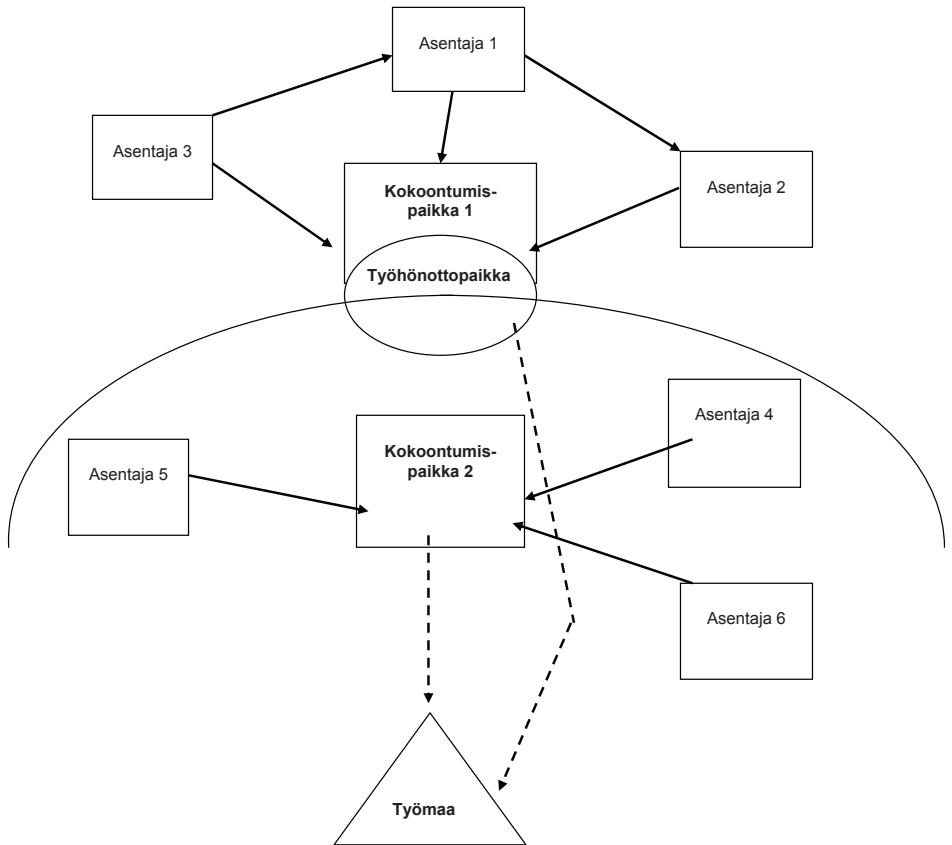 Asentaja 1
Asentaja 3
Asentaja 2
Kokoontumis-
paikka 1
Työhönottopaikka
Asentaja 4
Kokoontumis-
paikka 2
Asentaja 5
Asentaja 6
Työmaa